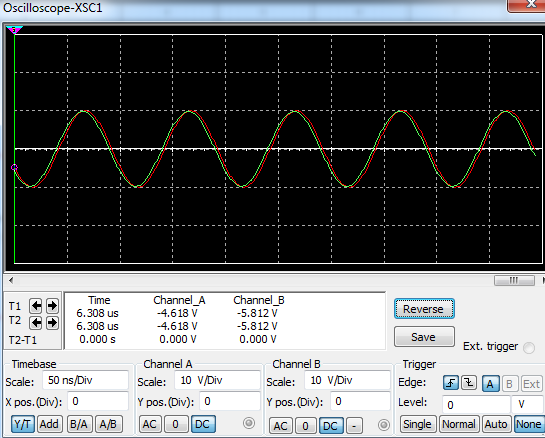 Oscilloscope-XSC1
Time Channel_A Channel_B
T1 6.308 us -4.618 V -5.812 V
T2 6.308 us -4.618 V -5.812 V
T2-T1 0.000 s 0.000 V 0.000 V
Reverse
Save
Ext. trigger
Timebase
Scale: 50 ns/Div
X pos.(Div): 0
Y/T Add B/A A/B
Channel A
Scale: 10 V/Div
Y pos.(Div): 0
AC 0 DC
Channel B
Scale: 10 V/Div
Y pos.(Div): 0
AC 0 DC -
Trigger
Edge: A B Ext
Level: 0 V
Single Normal Auto None